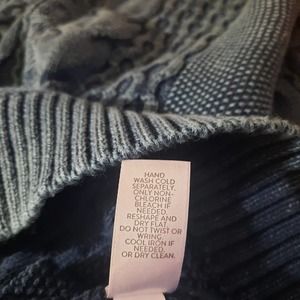 HAND
WASH COLD
SEPARATELY.
ONLY NON-
CHLORINE
BLEACH IF
NEEDED.
RESHAPE AND
DRY FLAT.
DO NOT TWIST OR
WRING.
COOL IRON IF
NEEDED.
OR DRY CLEAN.